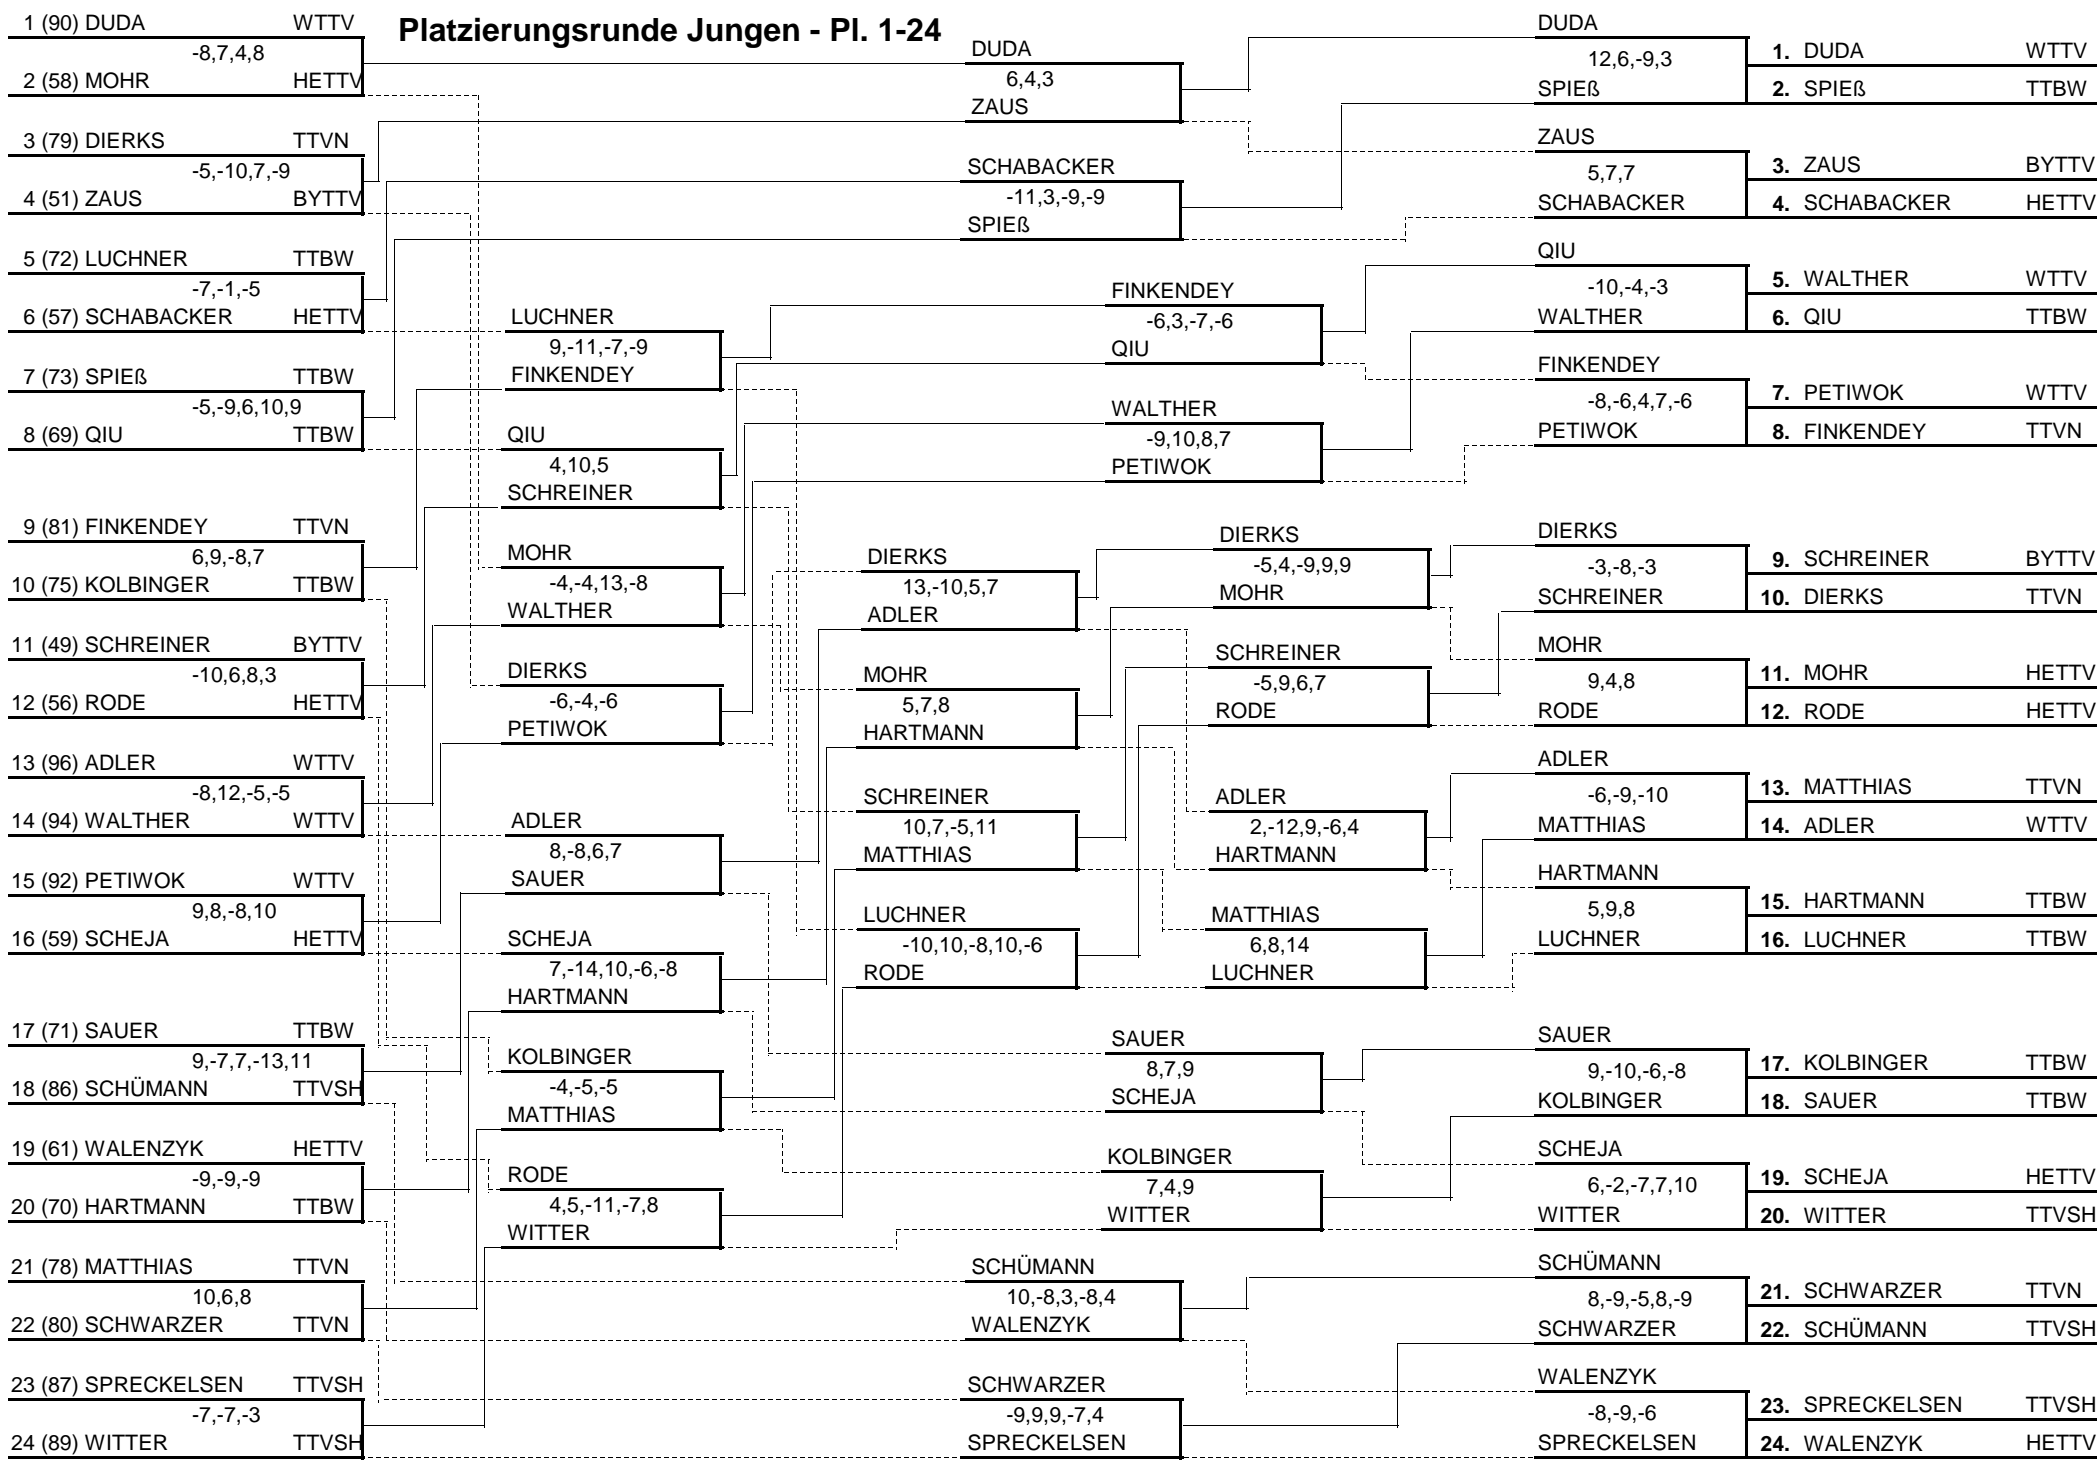 Platzierungsrunde Jungen - Pl. 1-24
1 (90) DUDA WTTV
-8,7,4,8
2 (58) MOHR HETTV
3 (79) DIERKS TTVN
-5,-10,7,-9
4 (51) ZAUS BYTTV
5 (72) LUCHNER TTBW
-7,-1,-5
6 (57) SCHABACKER HETTV
7 (73) SPIEß TTBW
-5,-9,6,10,9
8 (69) QIU TTBW
9 (81) FINKENDEY TTVN
6,9,-8,7
10 (75) KOLBINGER TTBW
11 (49) SCHREINER BYTTV
-10,6,8,3
12 (56) RODE HETTV
13 (96) ADLER WTTV
-8,12,-5,-5
14 (94) WALTHER WTTV
15 (92) PETIWOK WTTV
9,8,-8,10
16 (59) SCHEJA HETTV
17 (71) SAUER TTBW
9,-7,7,-13,11
18 (86) SCHÜMANN TTVSH
19 (61) WALENZYK HETTV
-9,-9,-9
20 (70) HARTMANN TTBW
21 (78) MATTHIAS TTVN
10,6,8
22 (80) SCHWARZER TTVN
23 (87) SPRECKELSEN TTVSH
-7,-7,-3
24 (89) WITTER TTVSH
LUCHNER
9,-11,-7,-9
FINKENDEY
QIU
4,10,5
SCHREINER
MOHR
-4,-4,13,-8
WALTHER
DIERKS
-6,-4,-6
PETIWOK
ADLER
8,-8,6,7
SAUER
SCHEJA
7,-14,10,-6,-8
HARTMANN
KOLBINGER
-4,-5,-5
MATTHIAS
RODE
4,5,-11,-7,8
WITTER
DIERKS
13,-10,5,7
ADLER
MOHR
5,7,8
HARTMANN
SCHREINER
10,7,-5,11
MATTHIAS
LUCHNER
-10,10,-8,10,-6
RODE
DUDA
6,4,3
ZAUS
SCHABACKER
-11,3,-9,-9
SPIEß
FINKENDEY
-6,3,-7,-6
QIU
WALTHER
-9,10,8,7
PETIWOK
DIERKS
-5,4,-9,9,9
MOHR
SCHREINER
-5,9,6,7
RODE
ADLER
2,-12,9,-6,4
HARTMANN
MATTHIAS
6,8,14
LUCHNER
SAUER
8,7,9
SCHEJA
KOLBINGER
7,4,9
WITTER
SCHÜMANN
10,-8,3,-8,4
WALENZYK
SCHWARZER
-9,9,9,-7,4
SPRECKELSEN
DUDA
12,6,-9,3
SPIEß
ZAUS
5,7,7
SCHABACKER
QIU
-10,-4,-3
WALTHER
FINKENDEY
-8,-6,4,7,-6
PETIWOK
DIERKS
-3,-8,-3
SCHREINER
MOHR
9,4,8
RODE
ADLER
-6,-9,-10
MATTHIAS
HARTMANN
5,9,8
LUCHNER
SAUER
9,-10,-6,-8
KOLBINGER
SCHEJA
6,-2,-7,7,10
WITTER
SCHÜMANN
8,-9,-5,8,-9
SCHWARZER
WALENZYK
-8,-9,-6
SPRECKELSEN
1. DUDA WTTV
2. SPIEß TTBW
3. ZAUS BYTTV
4. SCHABACKER HETTV
5. WALTHER WTTV
6. QIU TTBW
7. PETIWOK WTTV
8. FINKENDEY TTVN
9. SCHREINER BYTTV
10. DIERKS TTVN
11. MOHR HETTV
12. RODE HETTV
13. MATTHIAS TTVN
14. ADLER WTTV
15. HARTMANN TTBW
16. LUCHNER TTBW
17. KOLBINGER TTBW
18. SAUER TTBW
19. SCHEJA HETTV
20. WITTER TTVSH
21. SCHWARZER TTVN
22. SCHÜMANN TTVSH
23. SPRECKELSEN TTVSH
24. WALENZYK HETTV